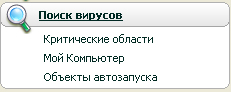 Поиск вирусов
Критические области
Мой Компьютер
Объекты автозапуска